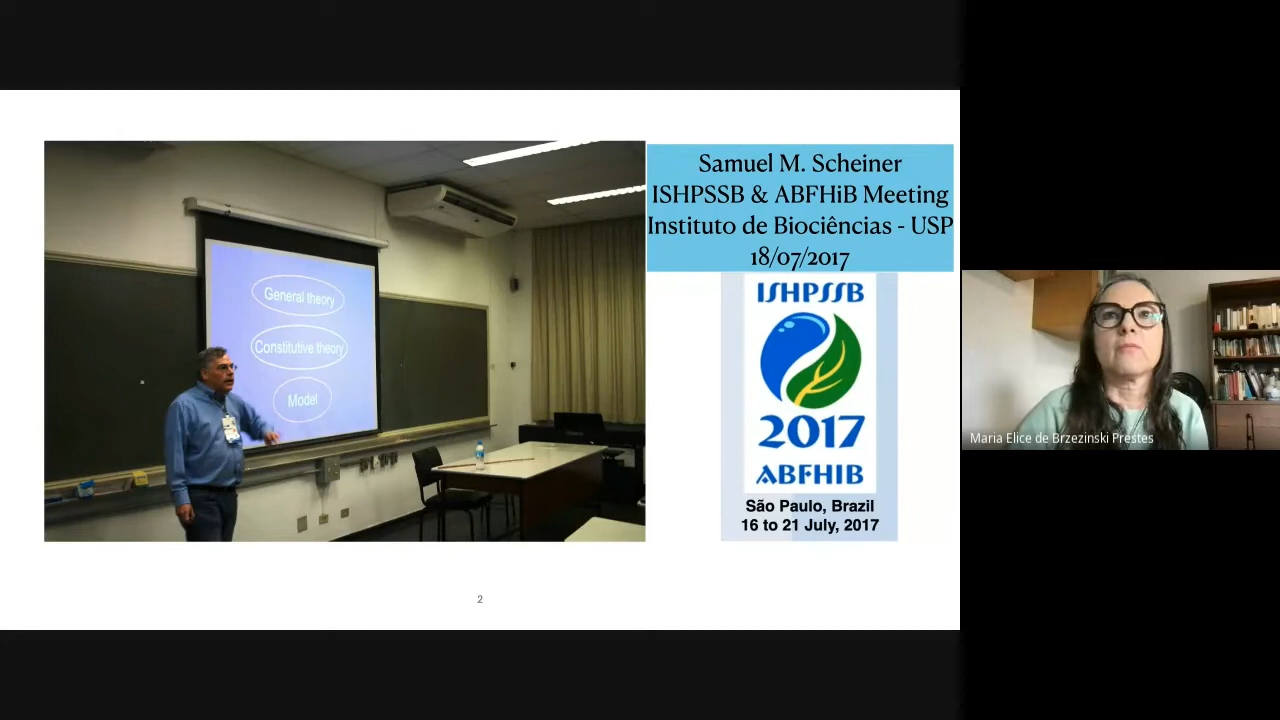 General theory
Constitutive theory
Model
Samuel M. Scheiner
ISHPSSB & ABFHiB Meeting
Instituto de Biociências - USP
18/07/2017
ISHPSSB
2017
ABFHIB
São Paulo, Brazil
16 to 21 July, 2017
2
Maria Elice de Brzezinski Prestes